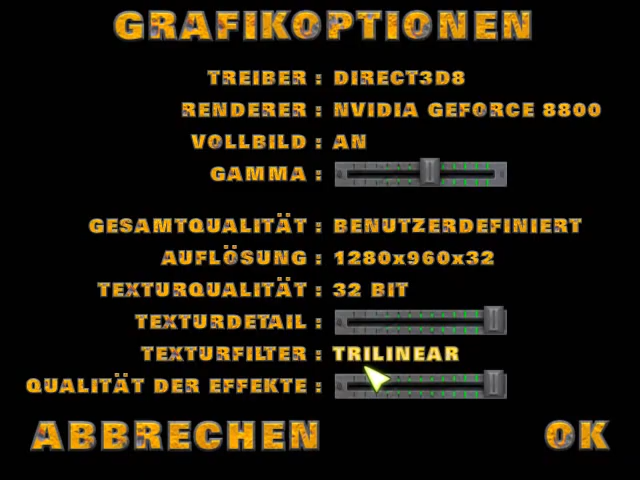 GRAFIKOPTIONEN
TREIBER : DIRECT3D8
RENDERER : NVIDIA GEFORCE 8800
VOLLBILD : AN
GAMMA :
GESAMTQUALITÄT : BENUTZERDEFINIERT
AUFLÖSUNG : 1280x960x32
TEXTURQUALITÄT : 32 BIT
TEXTURDETAIL :
TEXTURFILTER : TRILINEAR
QUALITÄT DER EFFEKTE :
ABBRECHEN OK